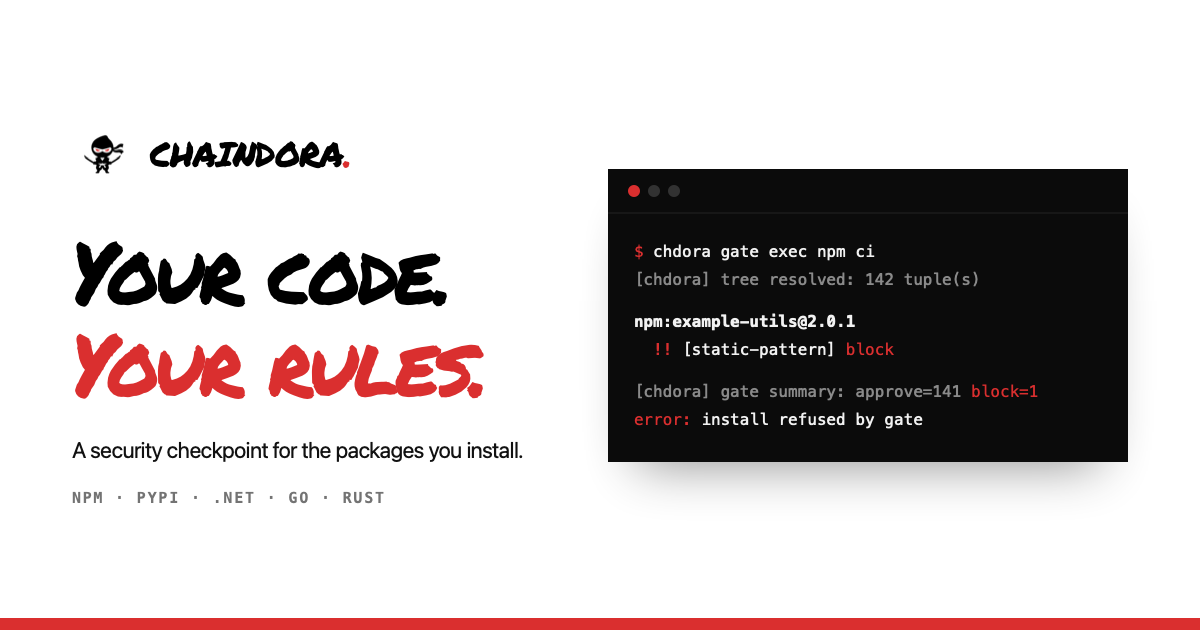 CHAINDORA.
YOUR CODE.
YOUR RULES.
A security checkpoint for the packages you install.
NPM · PYPI · .NET · GO · RUST
$ chdora gate exec npm ci
[chdora] tree resolved: 142 tuple(s)
npm:example-utils@2.0.1
!! [static-pattern] block
[chdora] gate summary: approve=141 block=1
error: install refused by gate